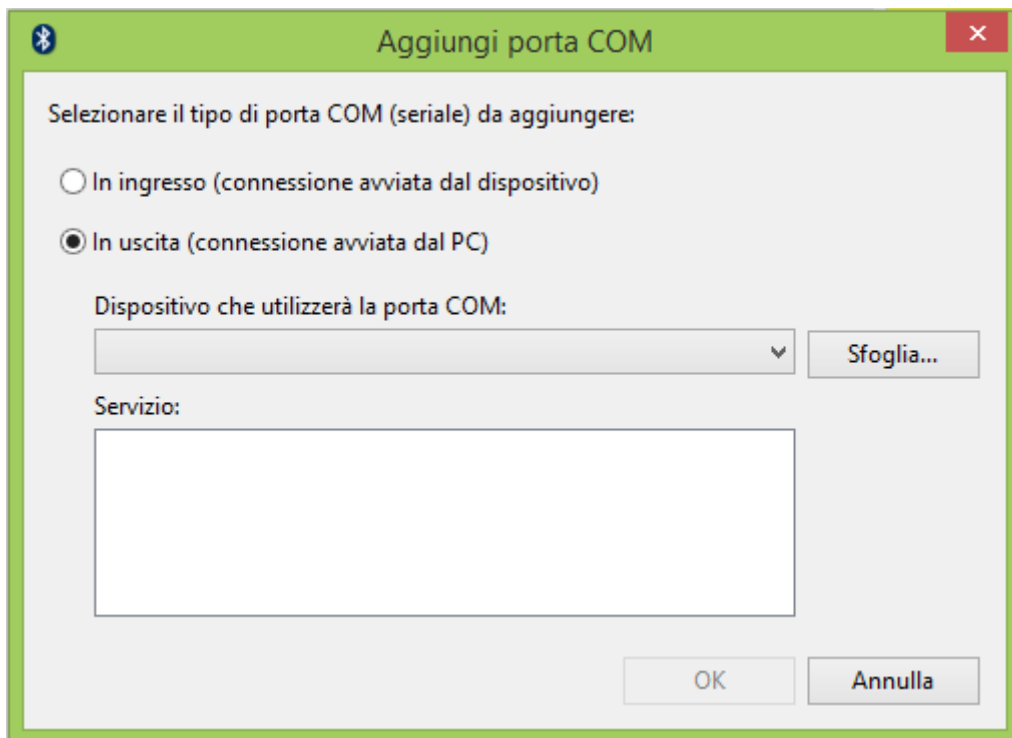 Aggiungi porta COM
Selezionare il tipo di porta COM (seriale) da aggiungere:
In ingresso (connessione avviata dal dispositivo)
In uscita (connessione avviata dal PC)
Dispositivo che utilizzerà la porta COM:
Sfoglia...
Servizio:
OK
Annulla